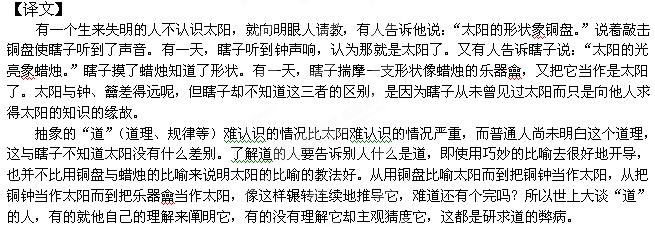 【译文】
有一个生来失明的人不认识太阳，就向明眼人请教，有人告诉他说：“太阳的形状象铜盘。”说着敲击
铜盘使瞎子听到了声音。有一天，瞎子听到钟声响，认为那就是太阳了。又有人告诉瞎子说：“太阳的光
亮象蜡烛。”瞎子摸了蜡烛知道了形状。有一天，瞎子揣摩一支形状像蜡烛的乐器龠，又把它当作是太阳
了。太阳与钟、籥差得远呢，但瞎子却不知道这三者的区别，是因为瞎子从未曾见过太阳而只是向他人求
得太阳的知识的缘故。
抽象的“道”（道理、规律等）难认识的情况比太阳难认识的情况严重，而普通人尚未明白这个道理，
这与瞎子不知道太阳没有什么差别。了解道的人要告诉别人什么是道，即使用巧妙的比喻去很好地开导，
也并不比用铜盘与蜡烛的比喻来说明太阳的比喻的教法好。从用铜盘比喻太阳而到把铜钟当作太阳，从把
铜钟当作太阳而到把乐器龠当作太阳，像这样辗转连续地推导它，难道还有个完吗？所以世上大谈“道”
的人，有的就他自己的理解来阐明它，有的没有理解它却主观猜度它，这都是研求道的弊病。